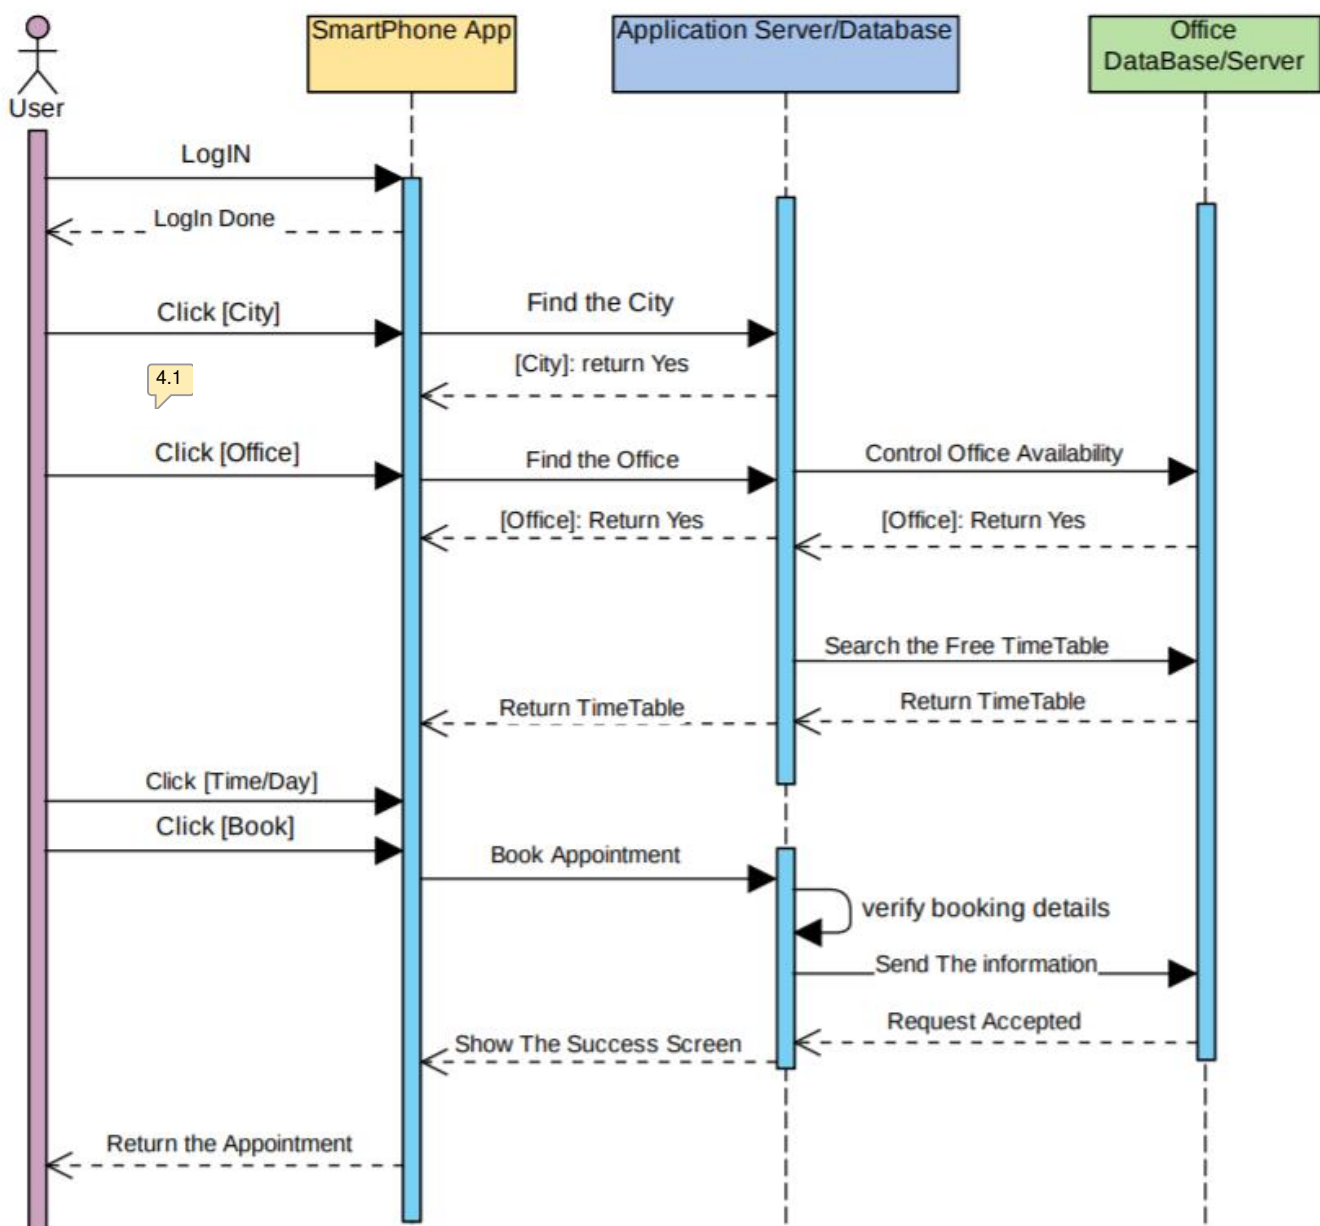 SmartPhone App
Application Server/Database
Office
DataBase/Server
User
LogIN
LogIn Done
Click [City]
Find the City
[City]: return Yes
4.1
Click [Office]
Find the Office
Control Office Availability
[Office]: Return Yes
[Office]: Return Yes
Search the Free TimeTable
Return TimeTable
Return TimeTable
Click [Time/Day]
Click [Book]
Book Appointment
verify booking details
Send The information
Request Accepted
Show The Success Screen
Return the Appointment